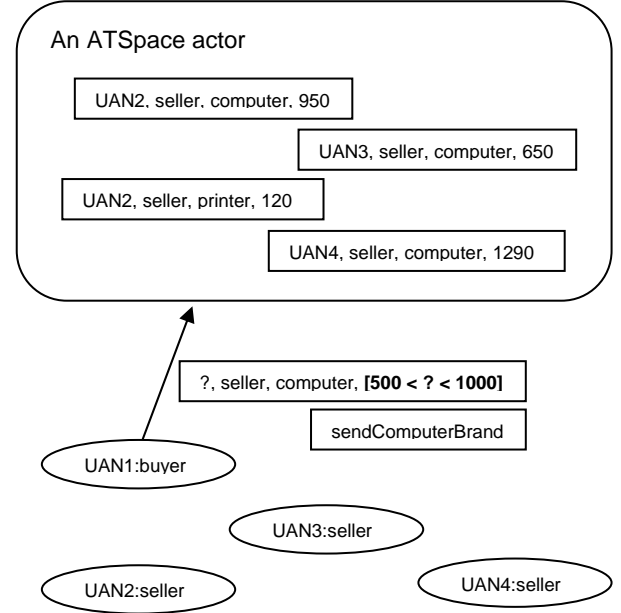 An ATSpace actor
UAN2, seller, computer, 950
UAN3, seller, computer, 650
UAN2, seller, printer, 120
UAN4, seller, computer, 1290
?, seller, computer, [500 < ? < 1000]
sendComputerBrand
UAN1:buyer
UAN3:seller
UAN2:seller
UAN4:seller